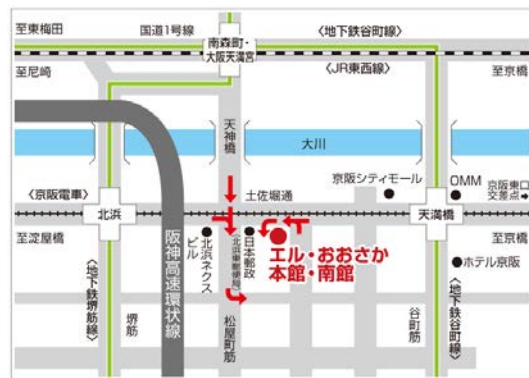 至東梅田
国道1号線
南森町・
大阪天満宮
〈地下鉄谷町線〉
至尼崎
〈JR東西線〉
至京橋
天神橋
大川
京阪シティモール
OMM
京阪東口
交差点→
〈京阪電車〉
土佐堀通
北浜
天満橋
至淀屋橋
阪神高速環状線
北浜ネクス
ビル
(北浜東郵便局)
日本郵政
エル・おおさか
本館・南館
至京橋
ホテル京阪
〈地下鉄堺筋線〉
堺筋
松屋町筋
谷町筋
〈地下鉄谷町線〉